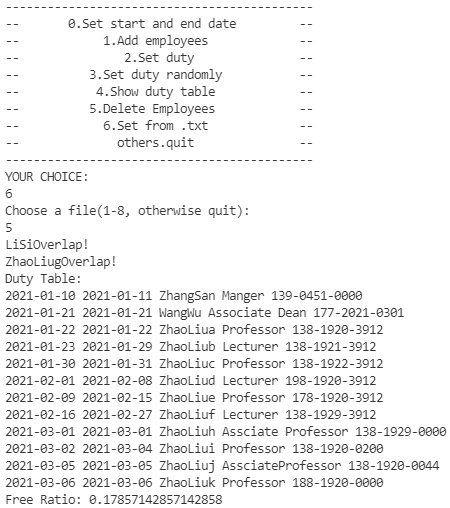 --------------------------------------------
-- 0.Set start and end date --
-- 1.Add employees --
-- 2.Set duty --
-- 3.Set duty randomly --
-- 4.Show duty table --
-- 5.Delete Employees --
-- 6.Set from .txt --
-- others.quit --
--------------------------------------------
YOUR CHOICE:
6
Choose a file(1-8, otherwise quit):
5
LiSiOverlap!
ZhaoLiugOverlap!
Duty Table:
2021-01-10 2021-01-11 ZhangSan Manger 139-0451-0000
2021-01-21 2021-01-21 WangWu Associate Dean 177-2021-0301
2021-01-22 2021-01-22 ZhaoLiua Professor 138-1920-3912
2021-01-23 2021-01-29 ZhaoLiub Lecturer 138-1921-3912
2021-01-30 2021-01-31 ZhaoLiuc Professor 138-1922-3912
2021-02-01 2021-02-08 ZhaoLiud Lecturer 198-1920-3912
2021-02-09 2021-02-15 ZhaoLiue Professor 178-1920-3912
2021-02-16 2021-02-27 ZhaoLiuf Lecturer 138-1929-3912
2021-03-01 2021-03-01 ZhaoLiuh Assciate Professor 138-1929-0000
2021-03-02 2021-03-04 ZhaoLiui Professor 138-1920-0200
2021-03-05 2021-03-05 ZhaoLiuj AssciateProfessor 138-1920-0044
2021-03-06 2021-03-06 ZhaoLiuk Professor 188-1920-0000
Free Ratio: 0.17857142857142858